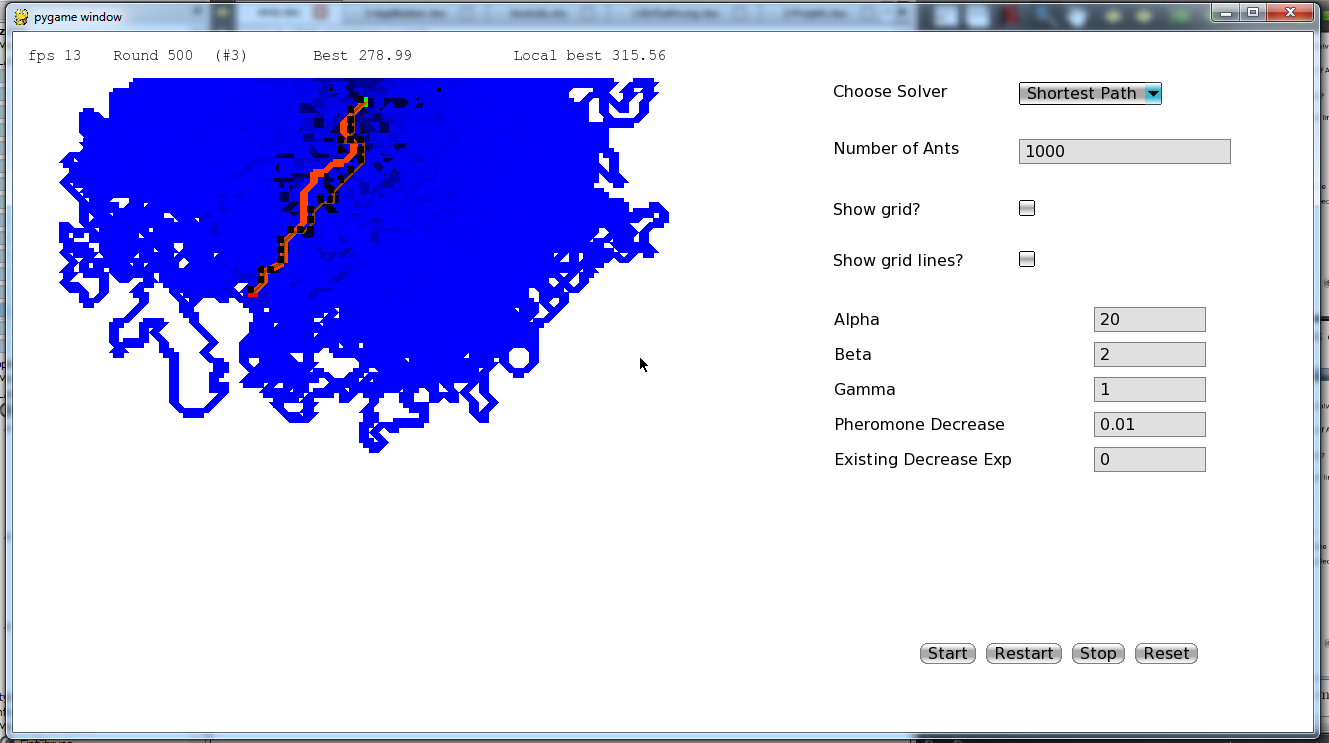 pygame window
fps 13 Round 500 (#3) Best 278.99 Local best 315.56
Choose Solver Shortest Path
Number of Ants 1000
Show grid?
Show grid lines?
Alpha 20
Beta 2
Gamma 1
Pheromone Decrease 0.01
Existing Decrease Exp 0
Start Restart Stop Reset